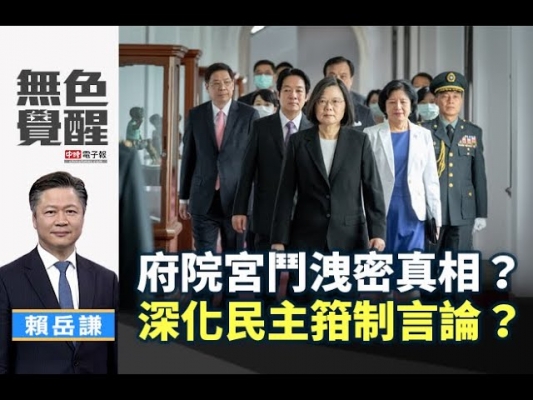 無色
覺醒
中時電子報
賴岳謙
府院宮鬥洩密真相？
深化民主箝制言論？